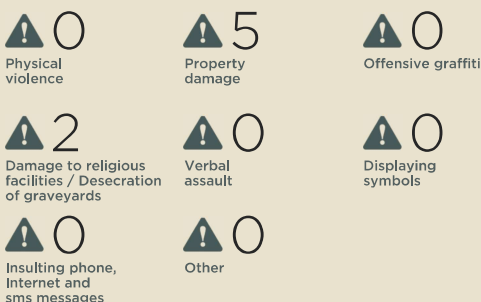 0
Physical
violence
5
Property
damage
0
Offensive graffiti
2
Damage to religious
facilities / Desecration
of graveyards
0
Verbal
assault
0
Displaying
symbols
0
Insulting phone,
Internet and
sms messages
0
Other